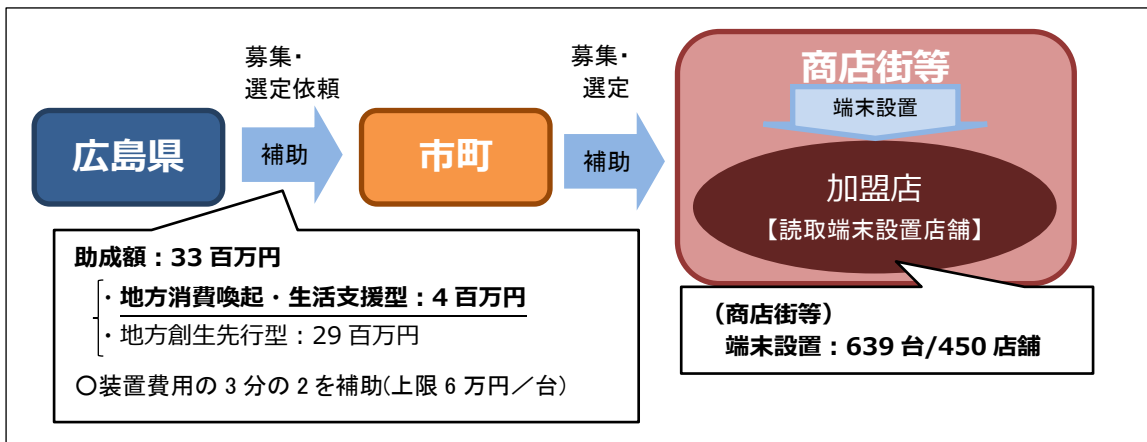 募集・
選定依頼
募集・
選定
商店街等
端末設置
広島県
補助
市町
補助
加盟店
【読取端末設置店舗】
助成額：33 百万円
・地方消費喚起・生活支援型：4 百万円
・地方創生先行型：29 百万円
〇装置費用の 3 分の 2 を補助(上限 6 万円／台)
（商店街等）
端末設置：639 台/450 店舗